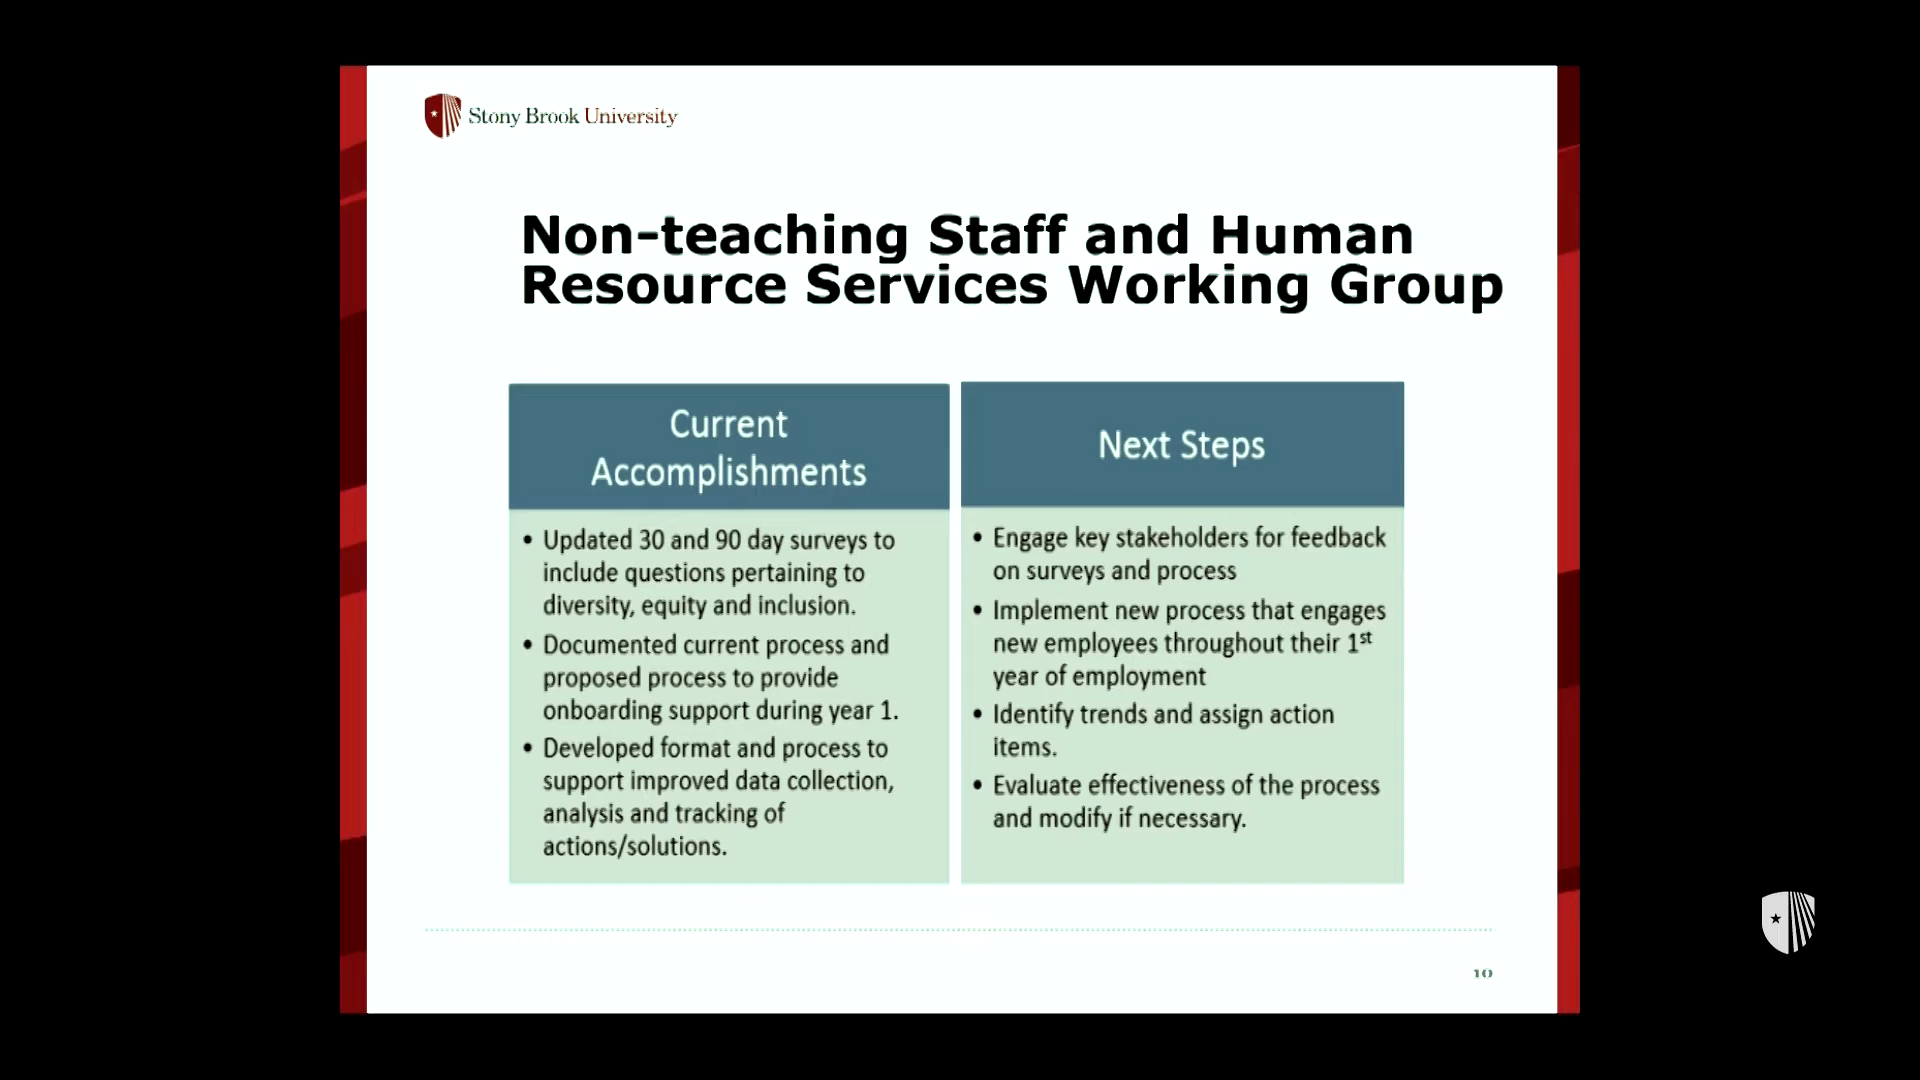 Stony Brook University
Non-teaching Staff and Human
Resource Services Working Group
Current
Accomplishments
• Updated 30 and 90 day surveys to
include questions pertaining to
diversity, equity and inclusion.
• Documented current process and
proposed process to provide
onboarding support during year 1.
• Developed format and process to
support improved data collection,
analysis and tracking of
actions/solutions.
Next Steps
• Engage key stakeholders for feedback
on surveys and process
• Implement new process that engages
new employees throughout their 1st
year of employment
• Identify trends and assign action
items.
• Evaluate effectiveness of the process
and modify if necessary.
10